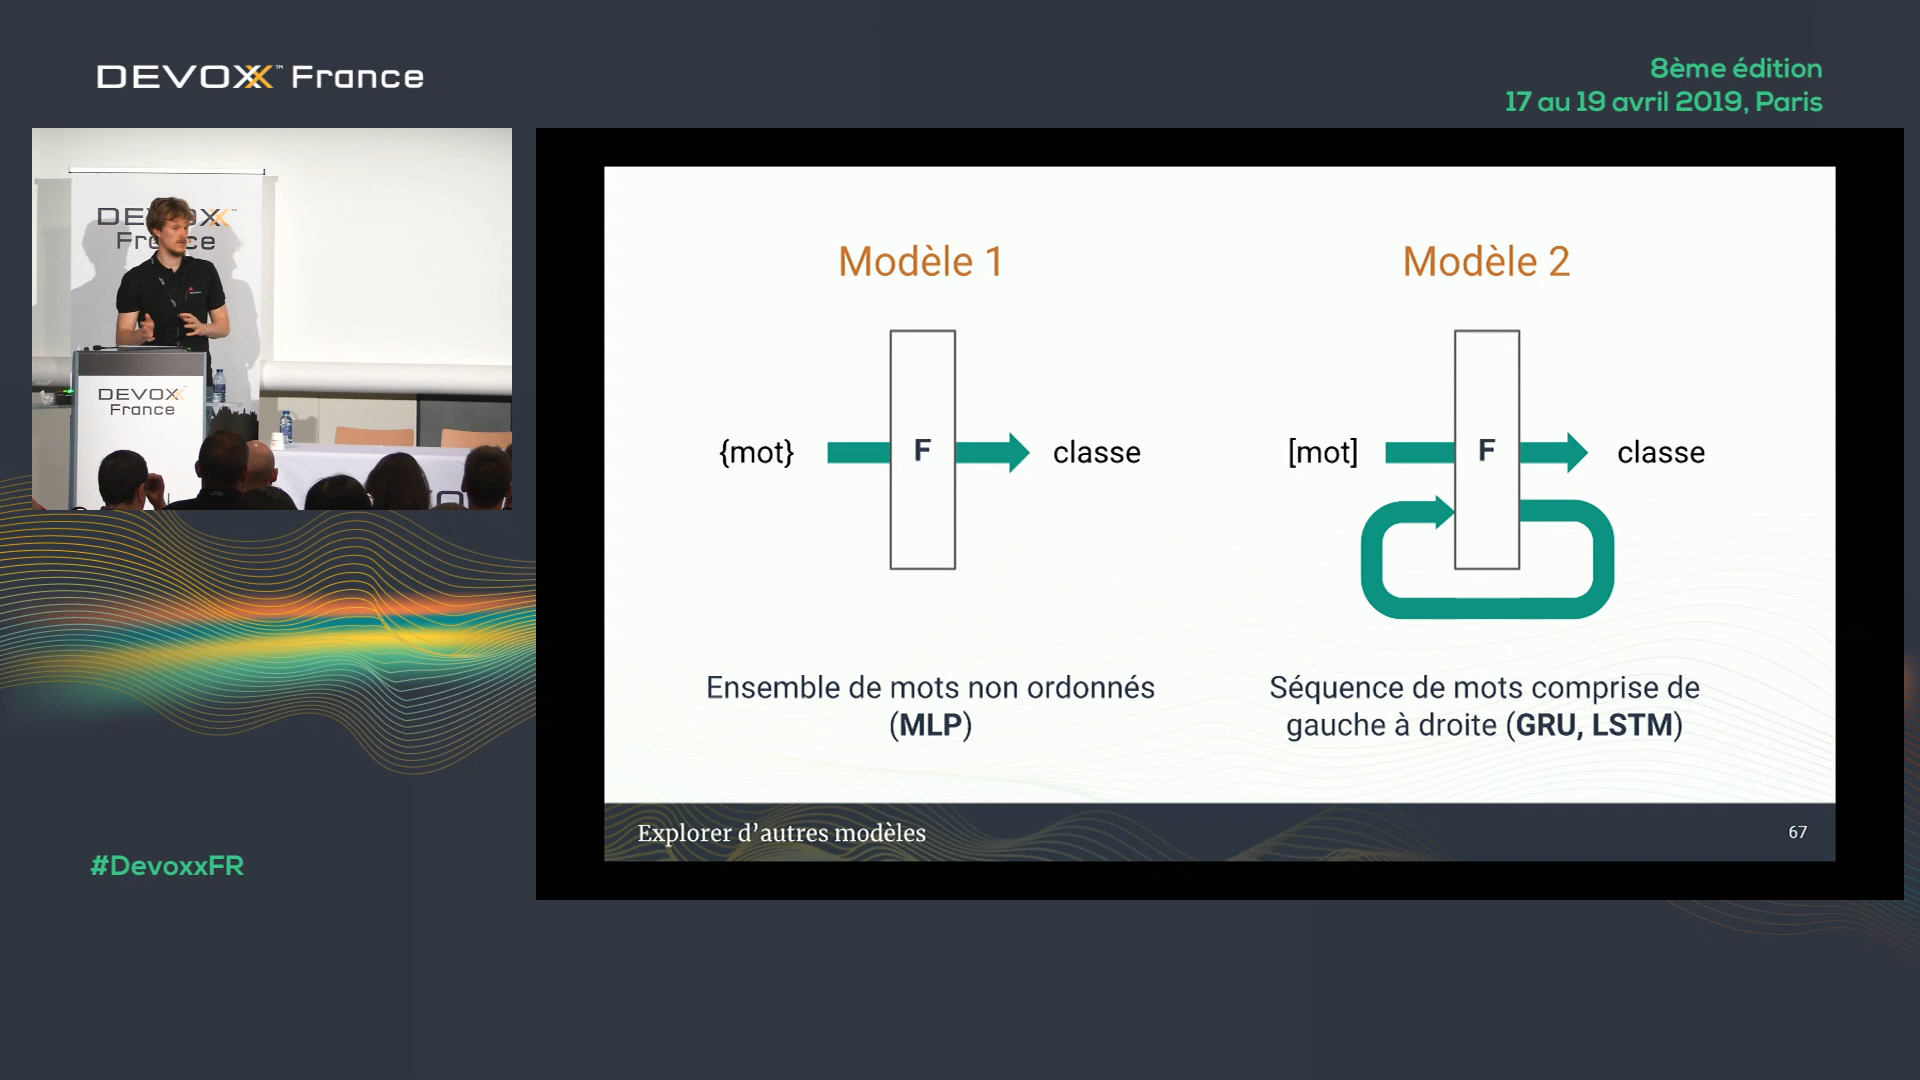 DEVOXX™ France
8ème édition
17 au 19 avril 2019, Paris
DEVOXX™
France
DEVOXX
France
Modèle 1
Modèle 2
{mot}
F
classe
[mot]
F
classe
Ensemble de mots non ordonnés
(MLP)
Séquence de mots comprise de
gauche à droite (GRU, LSTM)
Explorer d’autres modèles
67
#DevoxxFR